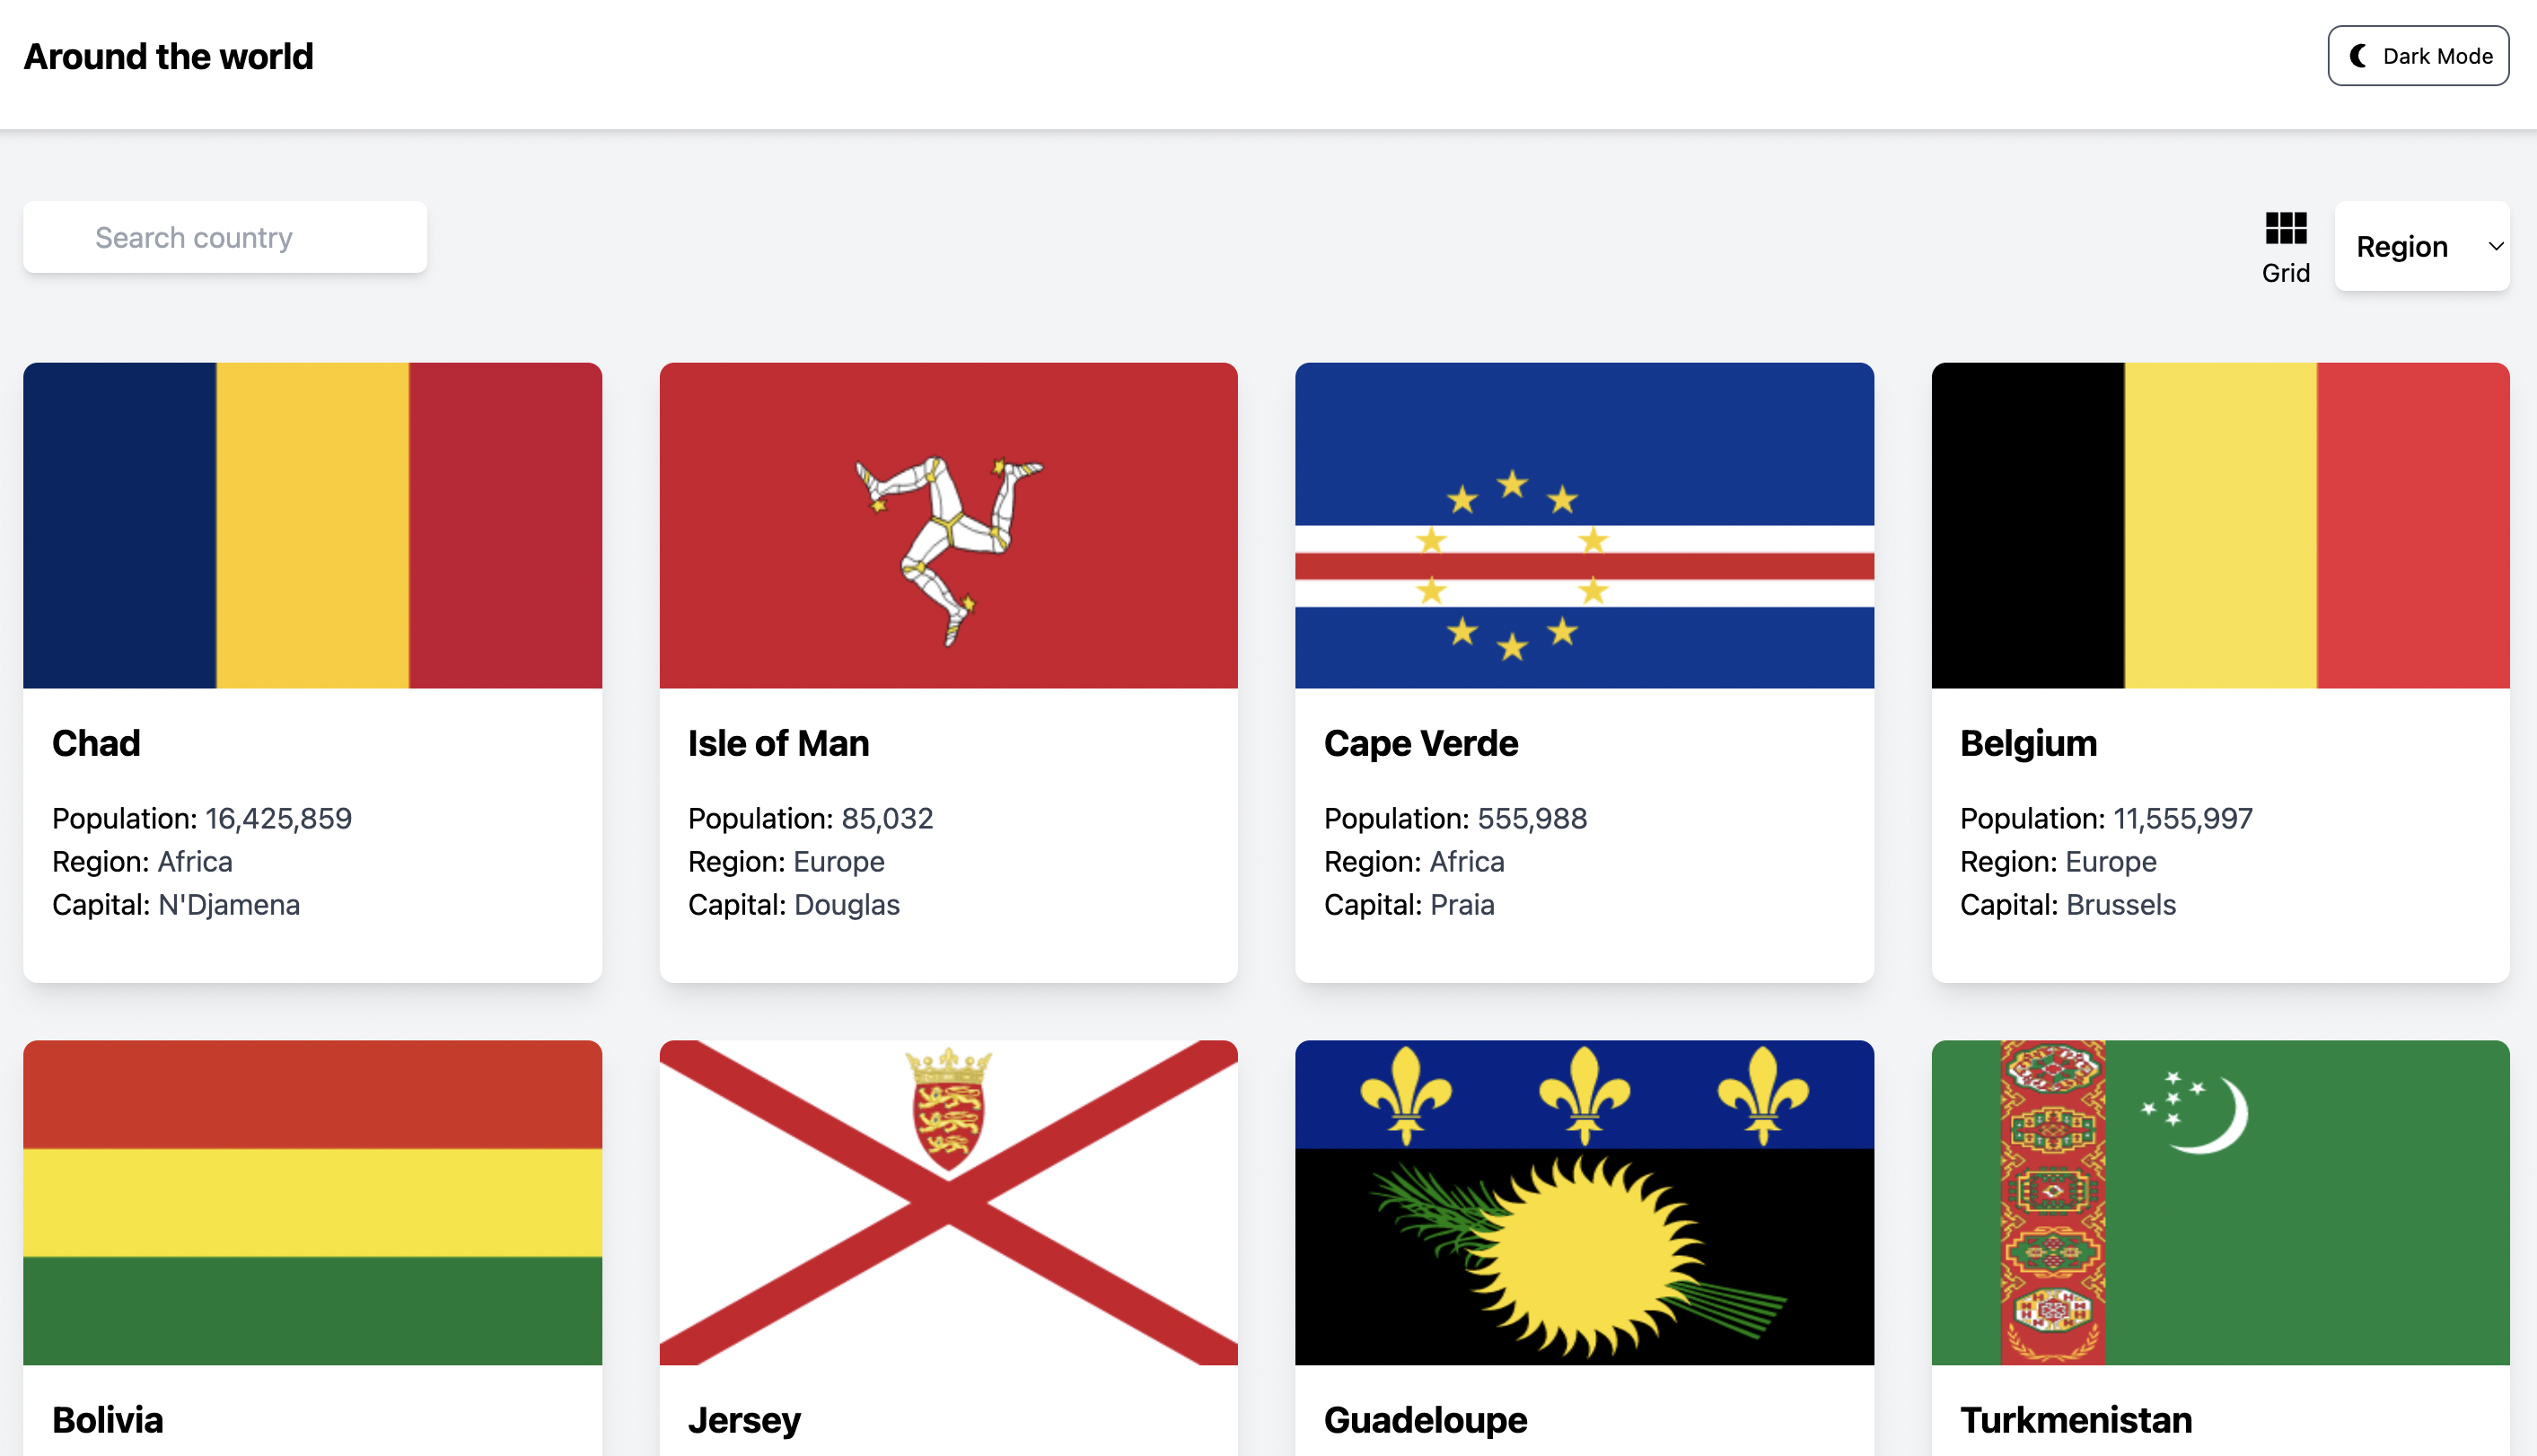 Around the world
Dark Mode
Search country
Grid
Region
Chad
Population: 16,425,859
Region: Africa
Capital: N'Djamena
Isle of Man
Population: 85,032
Region: Europe
Capital: Douglas
Cape Verde
Population: 555,988
Region: Africa
Capital: Praia
Belgium
Population: 11,555,997
Region: Europe
Capital: Brussels
Bolivia
Jersey
Guadeloupe
Turkmenistan